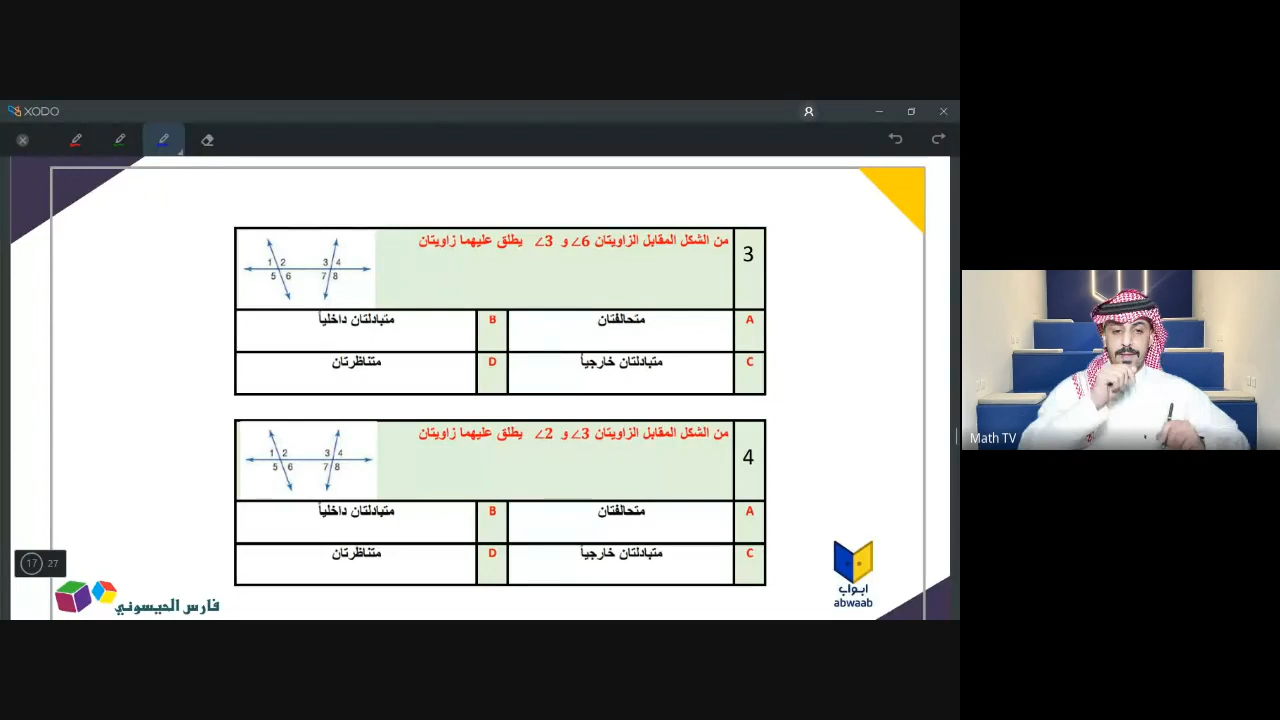 XODO
3
من الشكل المقابل الزاويتان 6∠ و 3∠ يطلق عليهما زاويتان
1 2 3 4
5 6 7 8
A متحالفتان B متبادلتان داخلياً
C متبادلتان خارجياً D متناظرتان
4
من الشكل المقابل الزاويتان 3∠ و 2∠ يطلق عليهما زاويتان
1 2 3 4
5 6 7 8
A متحالفتان B متبادلتان داخلياً
C متبادلتان خارجياً D متناظرتان
17 27
فارس الحيسوني
ابواب
abwaab
Math TV